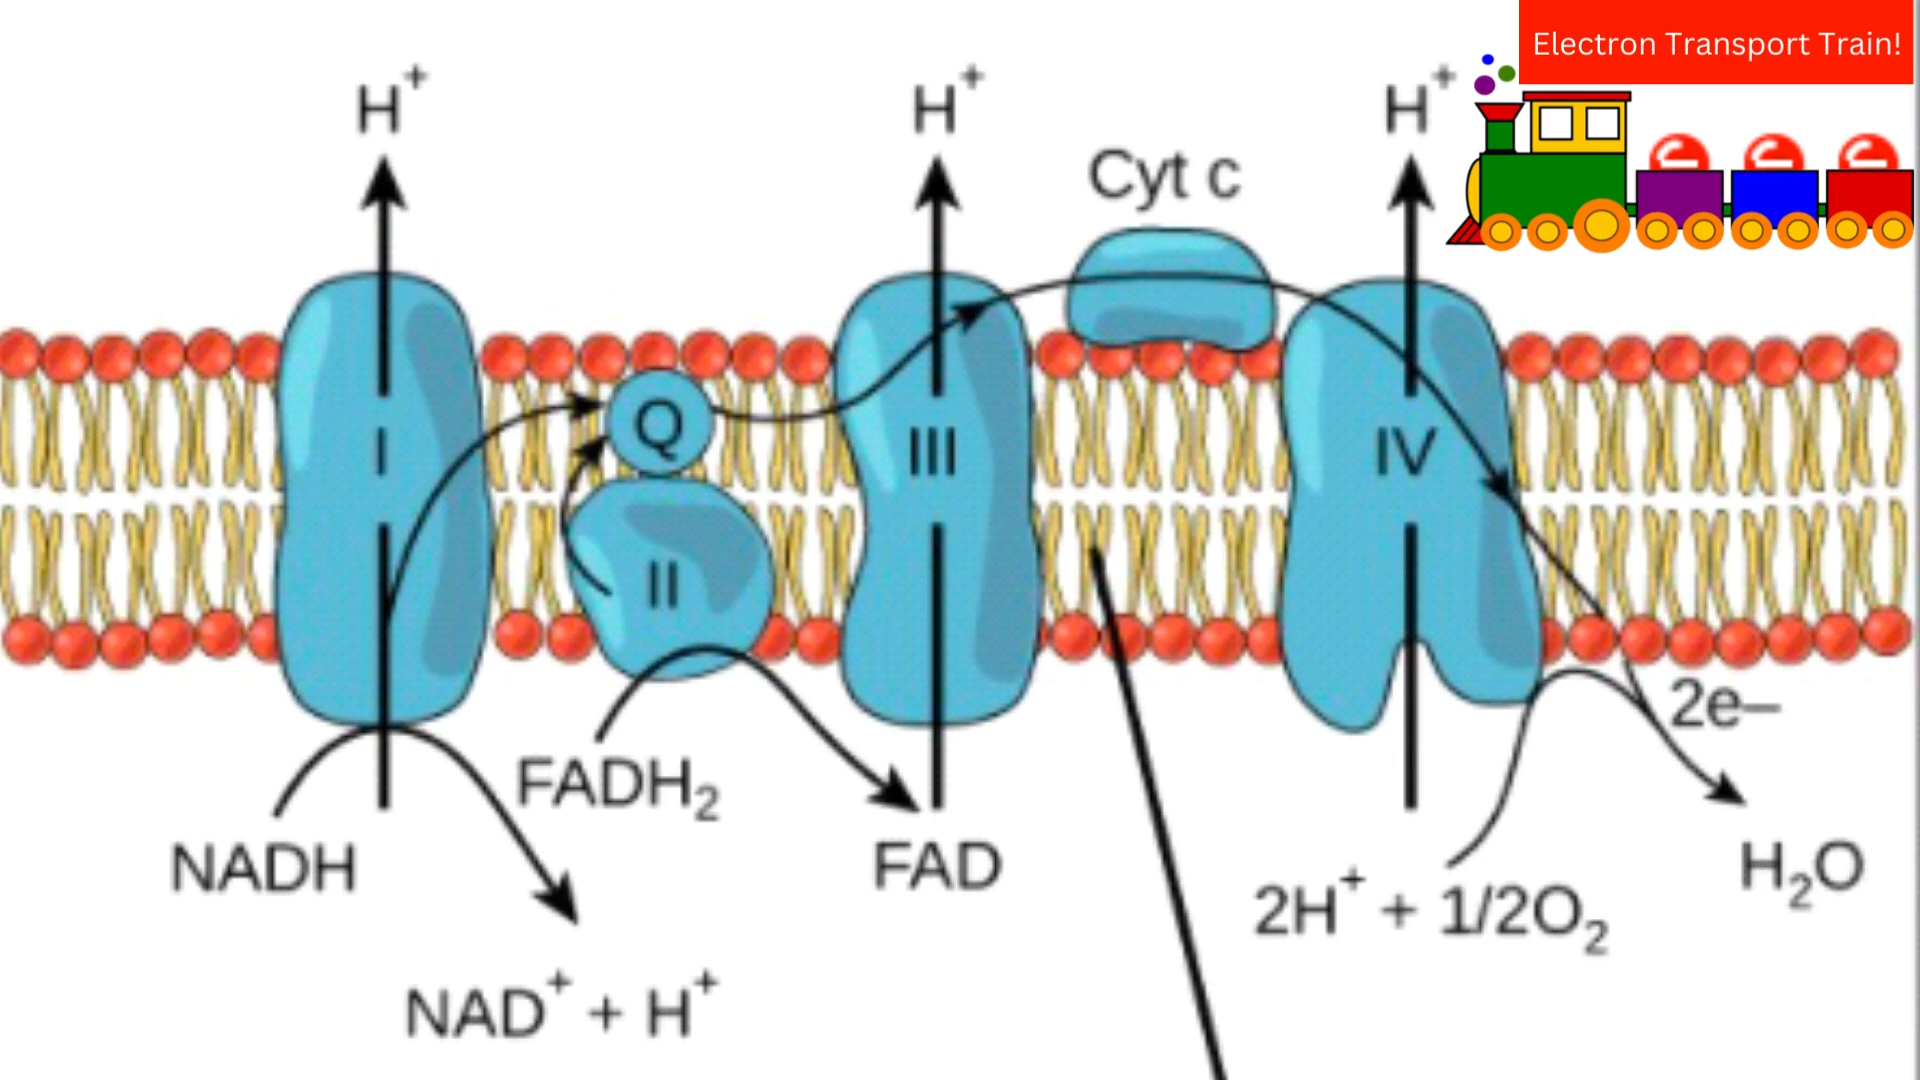 Electron Transport Train!
H⁺
H⁺
H⁺
Cyt c
Q
I
III
IV
II
2e–
FADH₂
NADH
FAD
2H⁺ + 1/2O₂
H₂O
NAD⁺ + H⁺